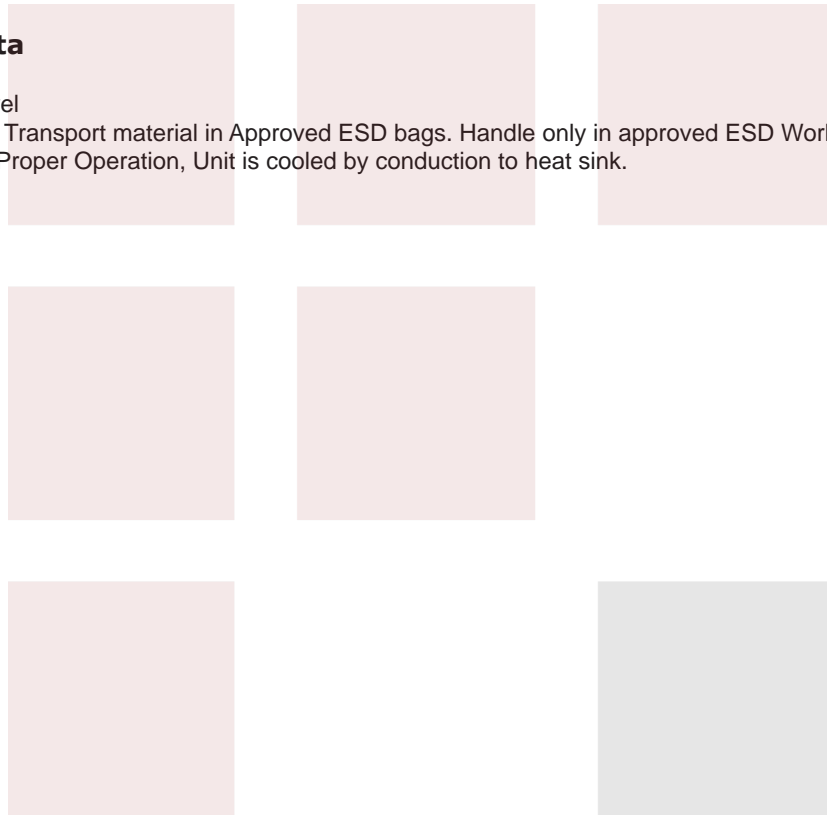 ta
el
Transport material in Approved ESD bags. Handle only in approved ESD Worl
Proper Operation, Unit is cooled by conduction to heat sink.